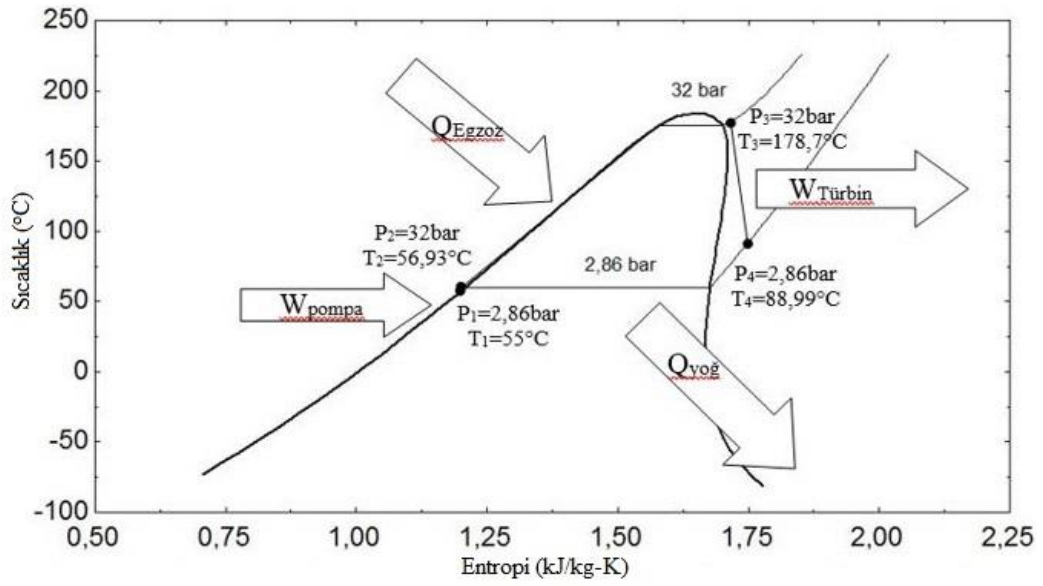 250
200
150
100
50
0
-50
-100
0,50
0,75
1,00
1,25
1,50
1,75
2,00
2,25
Sıcaklık (°C)
Entropi (kJ/kg-K)
32 bar
QEgzoz
P₃=32bar
T₃=178,7°C
WTürbin
P₂=32bar
T₂=56,93°C
2,86 bar
P₄=2,86bar
T₄=88,99°C
Wpompa
P₁=2,86bar
T₁=55°C
Qyoğ